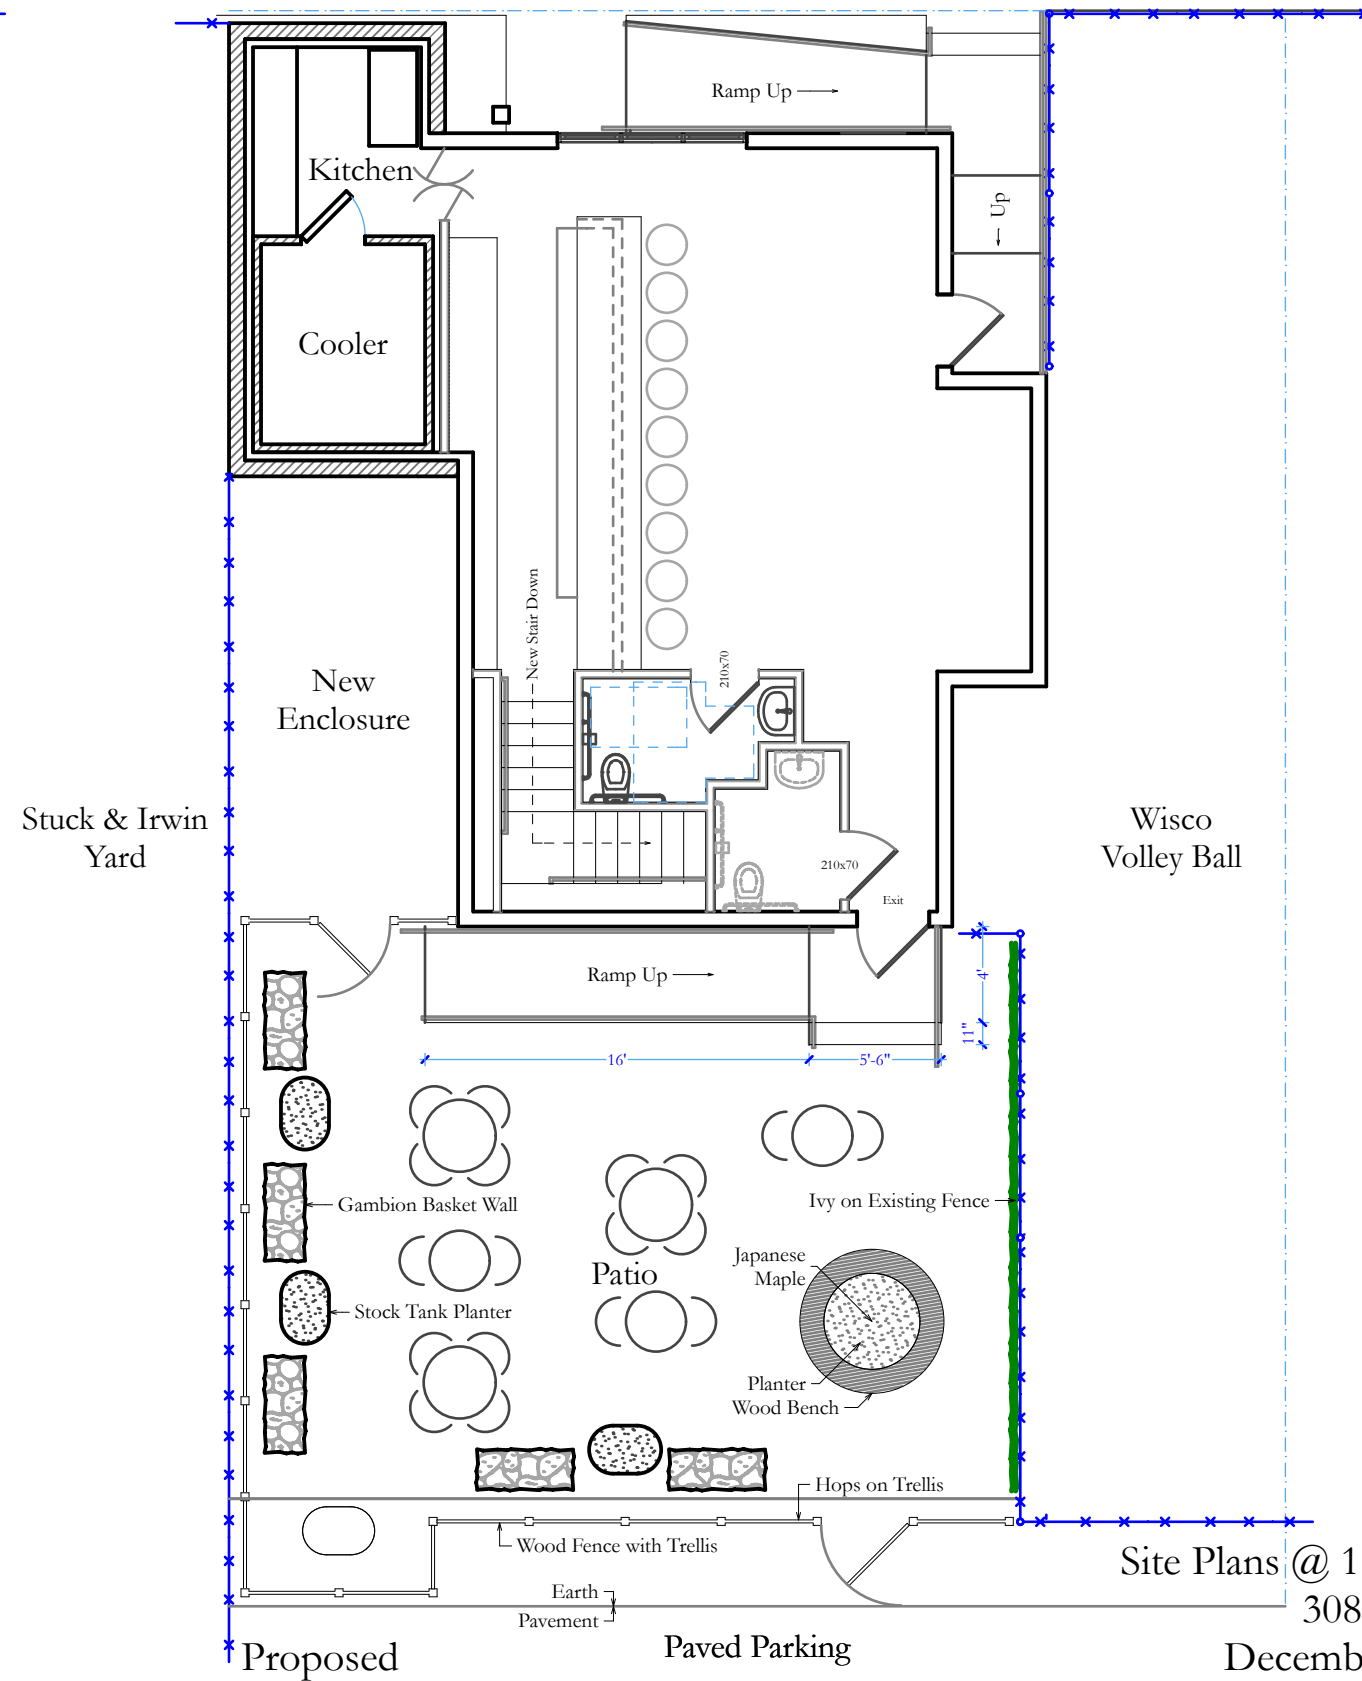 Ramp Up
Kitchen
Up
Cooler
New Stair Down
210x70
New
Enclosure
Stuck & Irwin
Yard
Wisco
Volley Ball
210x70
Exit
Ramp Up
4'
11"
16'
5'-6"
Gambion Basket Wall
Ivy on Existing Fence
Japanese
Maple
Patio
Stock Tank Planter
Planter
Wood Bench
Hops on Trellis
Wood Fence with Trellis
Site Plans @ 1
Earth
308
Pavement
Paved Parking
Proposed
Decemb